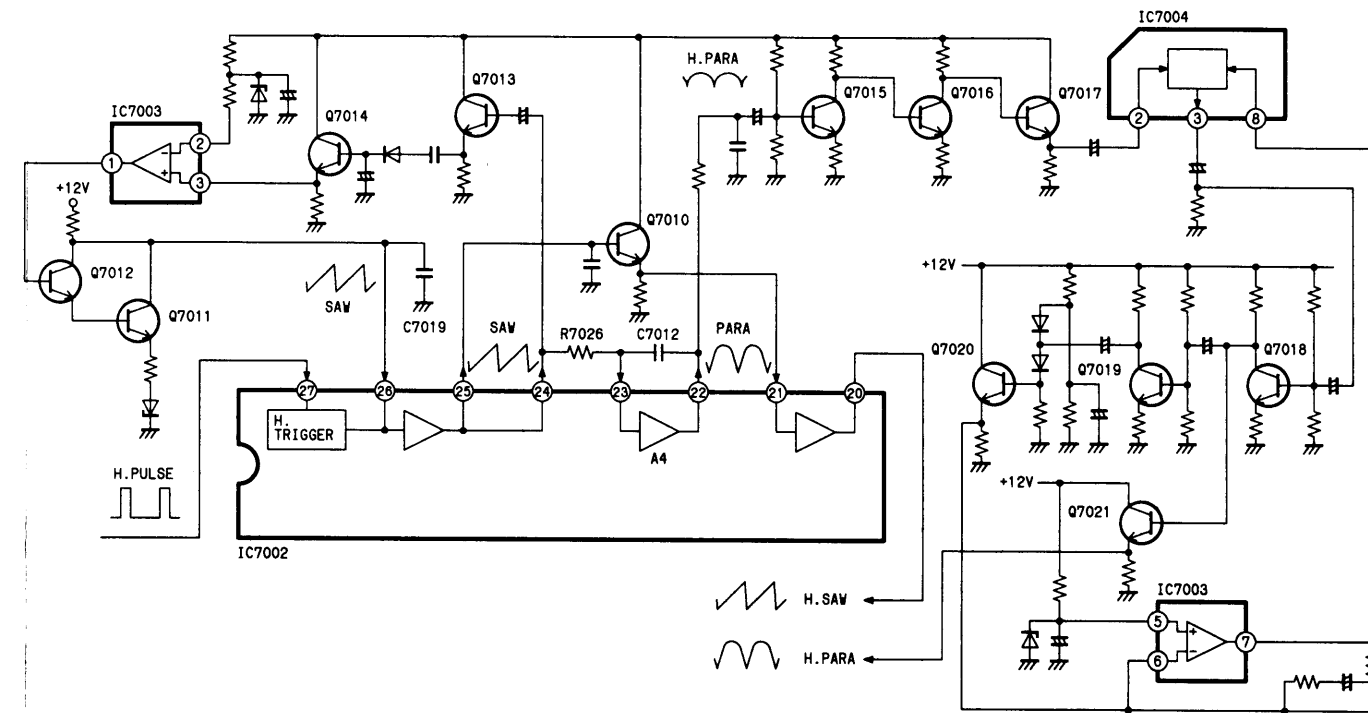 IC7004
H.PARA
Q7013
Q7015
Q7016
Q7017
IC7003
Q7014
2
3
8
2
1
3
- +
+12V
Q7010
Q7012
SAW
+12V
C7019
Q7011
SAW
R7026
C7012
PARA
Q7020
Q7019
Q7018
27
26
25
24
23
22
21
20
H.
TRIGGER
A4
+12V
H.PULSE
Q7021
IC7002
IC7003
H.SAW
5
+
7
6
-
H.PARA